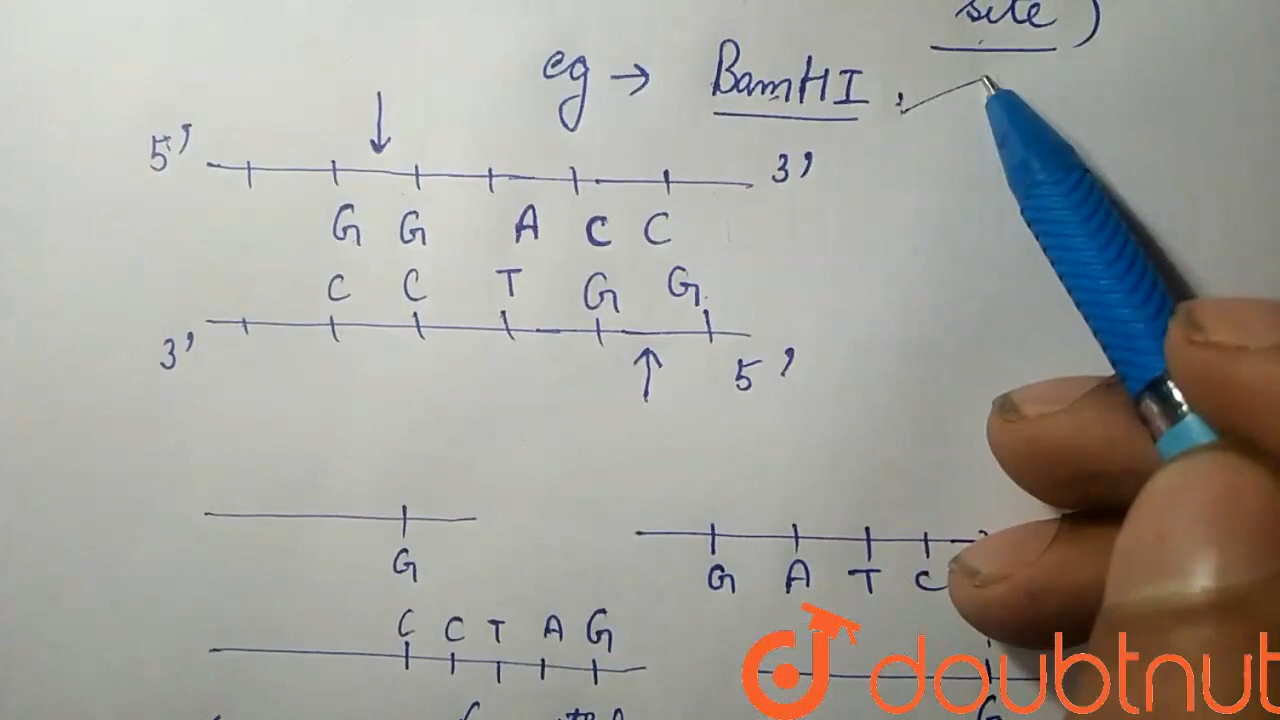 site)
eg → BamHI,
5' 3'
G G A C C
C C T G G
3' 5'
G
G A T C
C C T A G
doubtnut
G